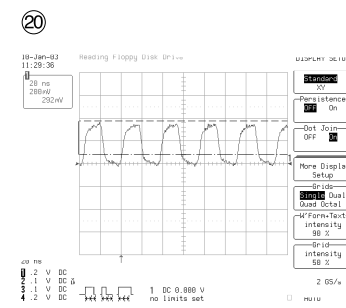 20
10-Jan-03
11:29:36
Reading Floppy Disk Drive
DISPLAY SETU
1
20 ns
200mV
292mV
Standard
XY
Persistence
OFF On
Dot Join
OFF On
More Displa
Setup
Grids
Single Dual
Quad Octal
W'form+Text
intensity
90 %
Grid
intensity
50 %
20 ns
1 .2 V DC
2 .1 V DC
3 .1 V DC
4 .2 V DC
1 DC 0.000 V
no limits set
2 GS/s
AUTO